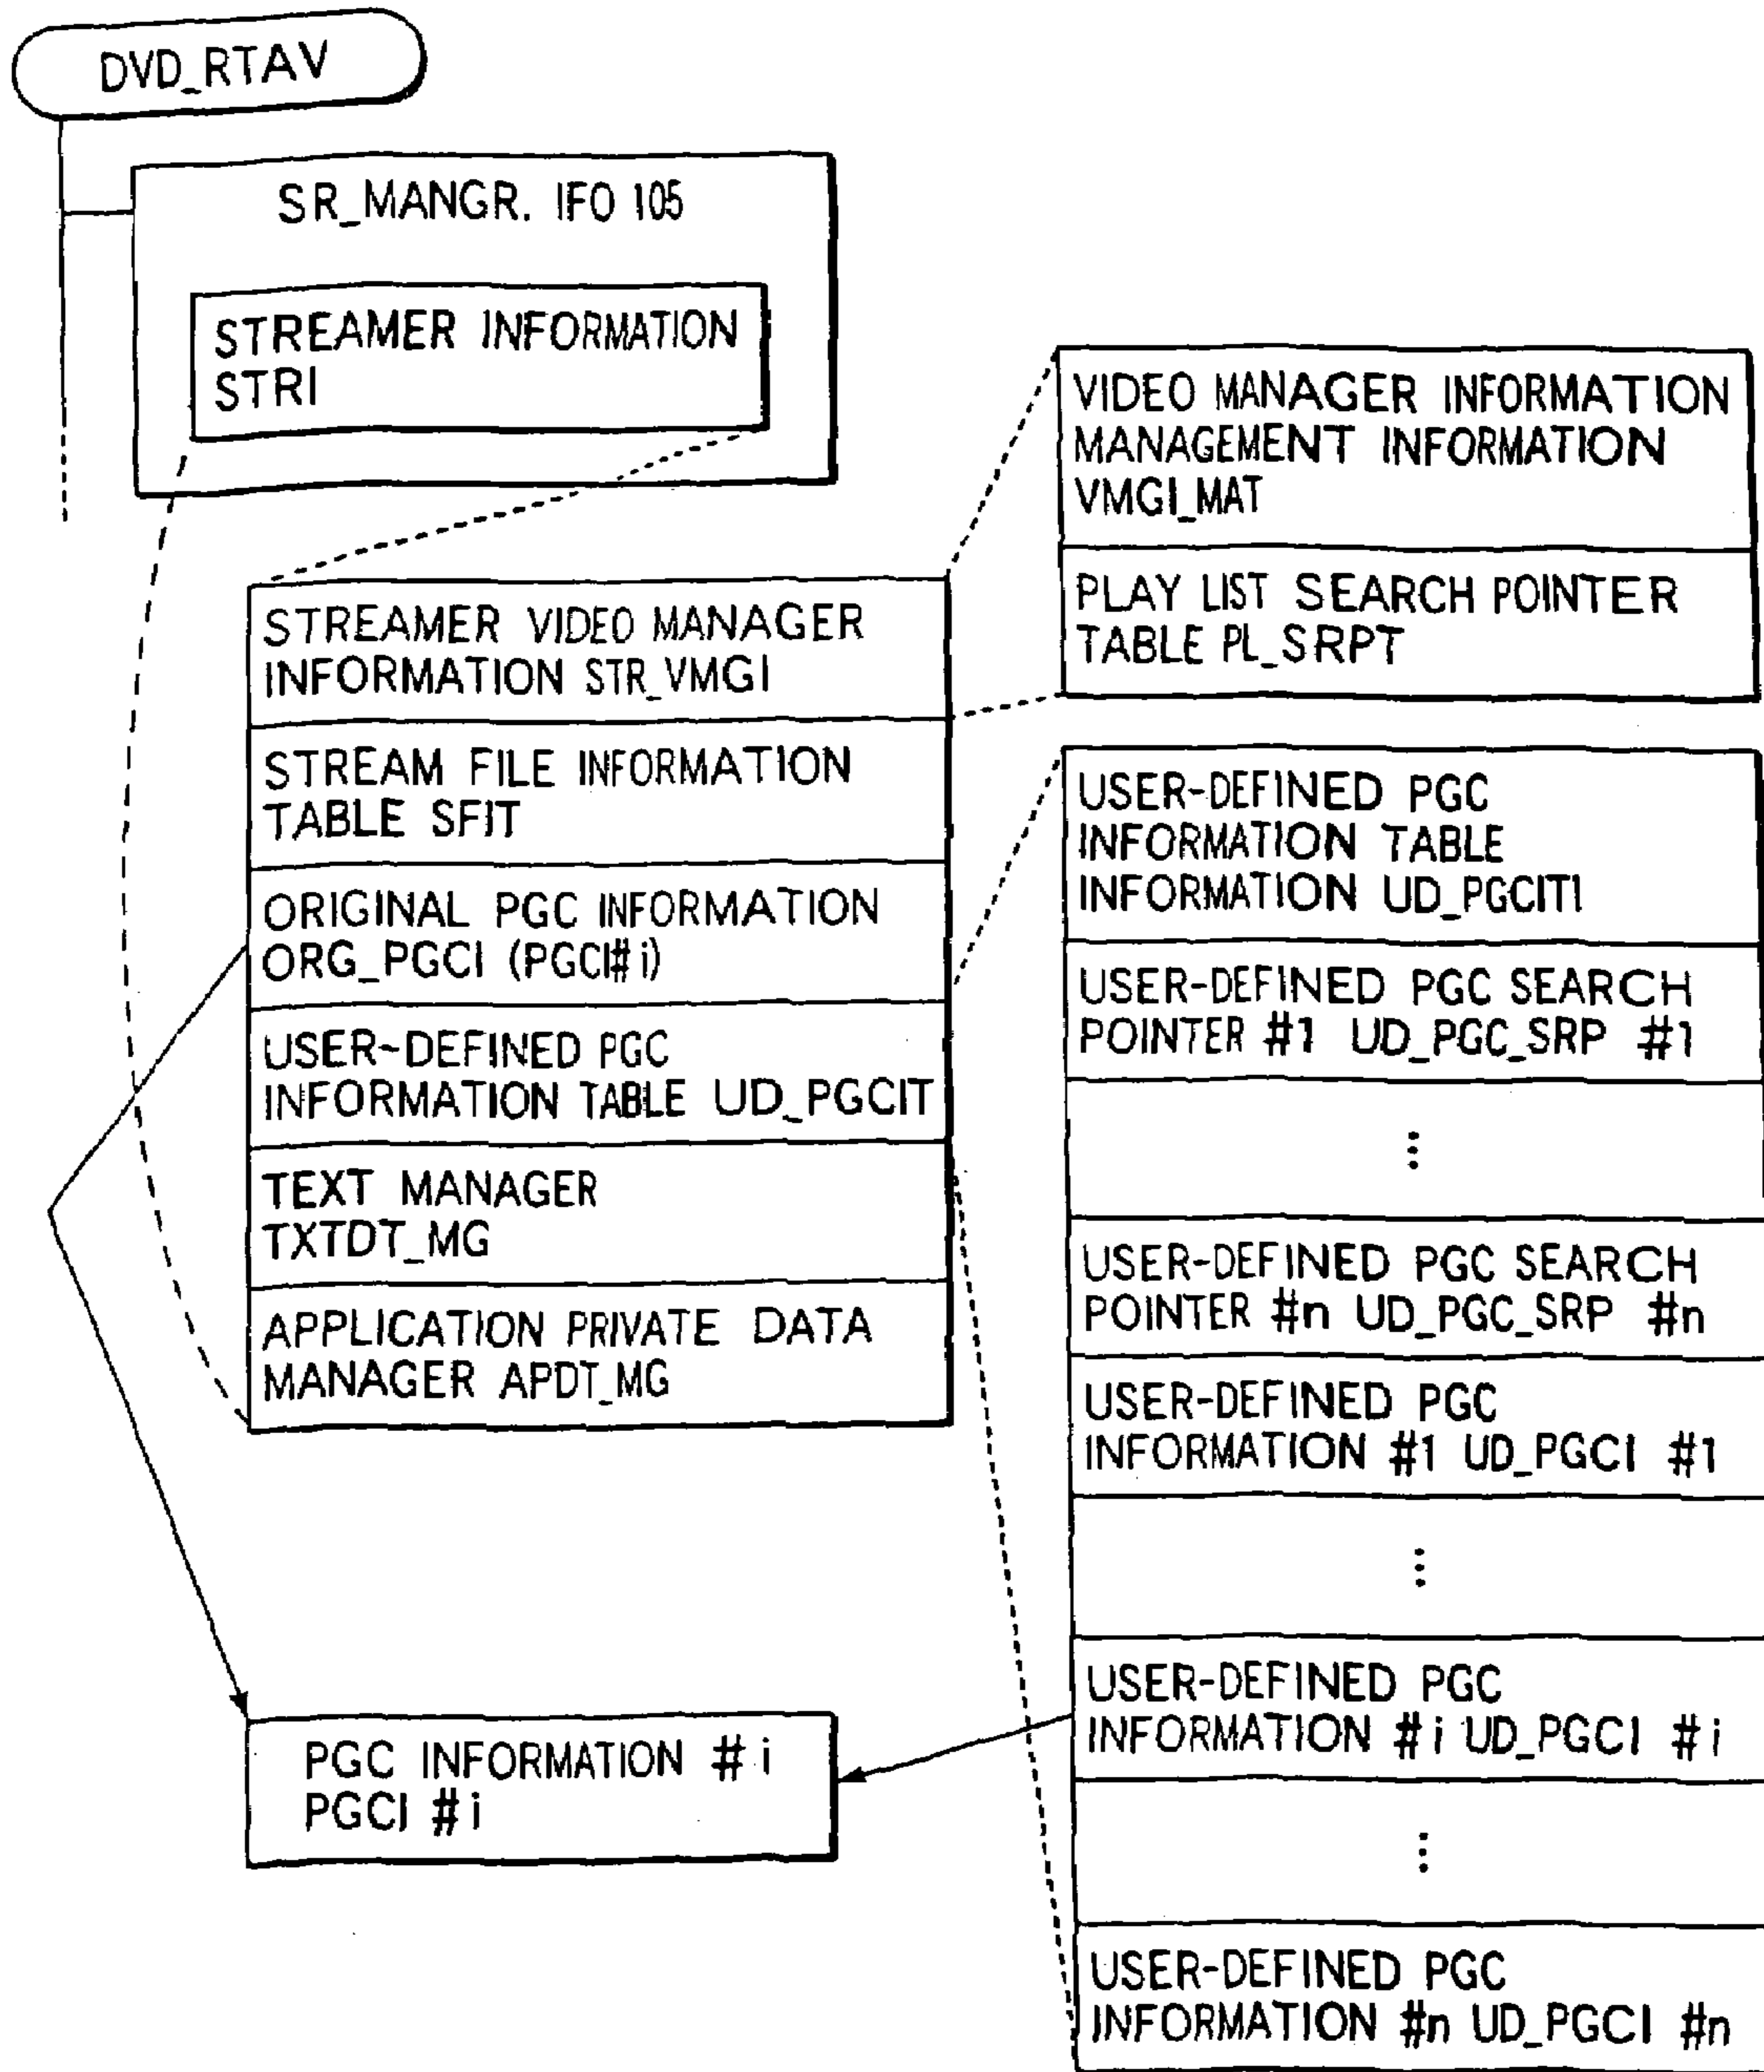 DVD_RTAV
SR_MANGR. IFO 105
STREAMER INFORMATION
STRI
STREAMER VIDEO MANAGER
INFORMATION STR_VMGI
STREAM FILE INFORMATION
TABLE SFIT
ORIGINAL PGC INFORMATION
ORG_PGCI (PGCI#i)
USER-DEFINED PGC
INFORMATION TABLE UD_PGCIT
TEXT MANAGER
TXTDT_MG
APPLICATION PRIVATE DATA
MANAGER APDT_MG
PGC INFORMATION #i
PGCI #i
VIDEO MANAGER INFORMATION
MANAGEMENT INFORMATION
VMGI_MAT
PLAY LIST SEARCH POINTER
TABLE PL_SRPT
USER-DEFINED PGC
INFORMATION TABLE
INFORMATION UD_PGCITI
USER-DEFINED PGC SEARCH
POINTER #1 UD_PGC_SRP #1
⋮
USER-DEFINED PGC SEARCH
POINTER #n UD_PGC_SRP #n
USER-DEFINED PGC
INFORMATION #1 UD_PGCI #1
⋮
USER-DEFINED PGC
INFORMATION #i UD_PGCI #i
⋮
USER-DEFINED PGC
INFORMATION #n UD_PGCI #n